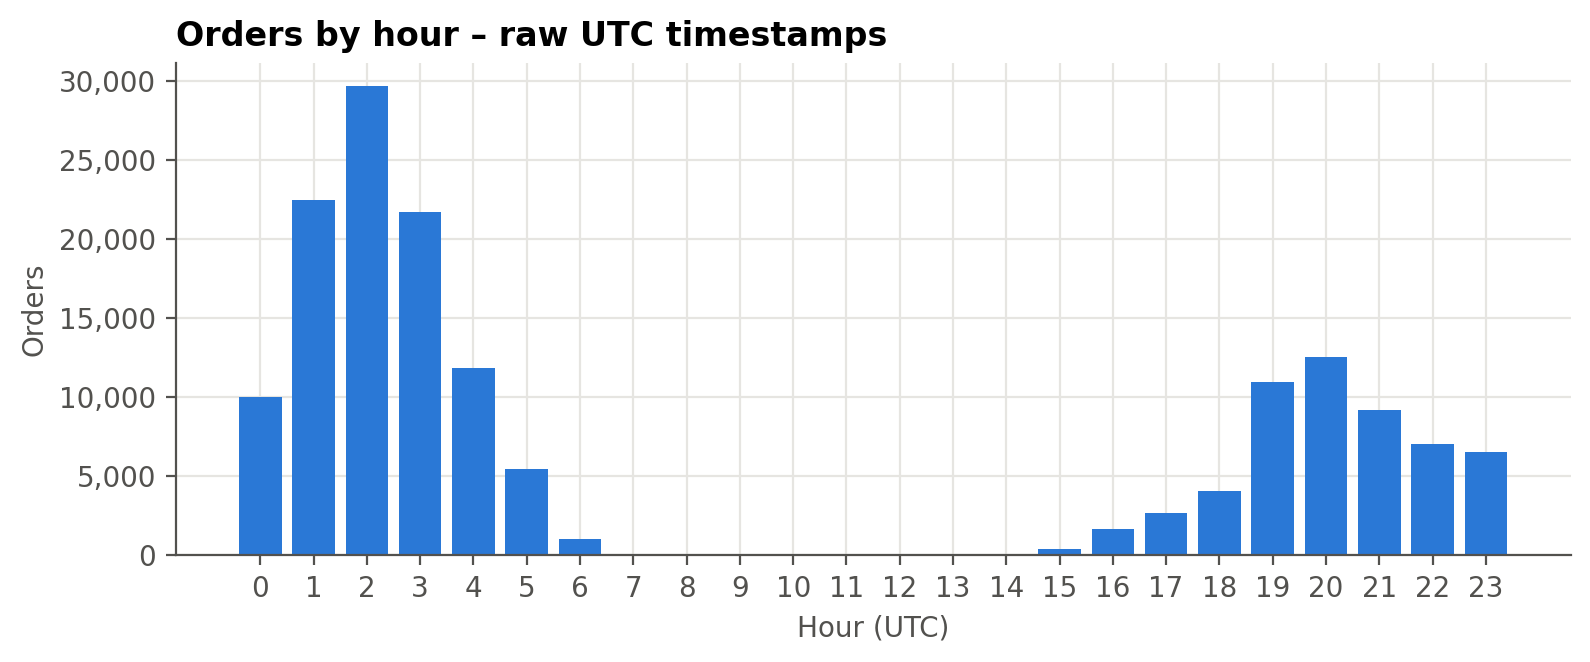 Orders by hour – raw UTC timestamps
30,000
25,000
20,000
15,000
10,000
5,000
0
Orders
0 1 2 3 4 5 6 7 8 9 10 11 12 13 14 15 16 17 18 19 20 21 22 23
Hour (UTC)